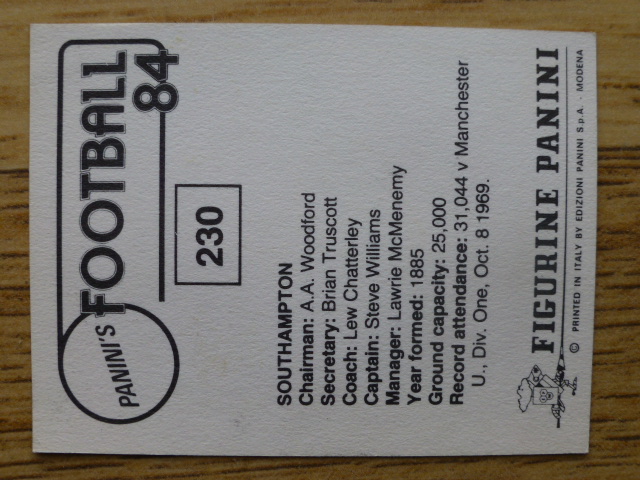 PANINI'S
FOOTBALL
84
230
SOUTHAMPTON
Chairman: A.A. Woodford
Secretary: Brian Truscott
Coach: Lew Chatterley
Captain: Steve Williams
Manager: Lawrie McMenemy
Year formed: 1885
Ground capacity: 25,000
Record attendance: 31,044 v Manchester
U., Div. One, Oct. 8 1969.
FIGURINE PANINI
© PRINTED IN ITALY BY EDIZIONI PANINI S.p.A. - MODENA